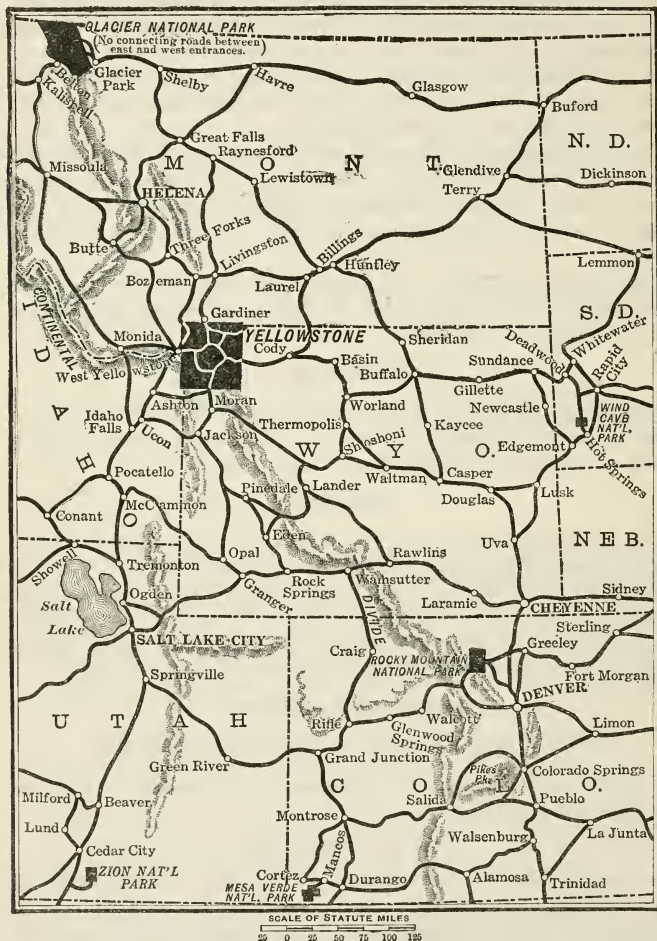 GLACIER NATIONAL PARK
(No connecting roads between
east and west entrances.)
Belton
Glacier
Park
Kalispell
Shelby
Havre
Glasgow
Buford
N. D.
Great Falls
Raynesford
Lewistown
M O N T.
Glendive
Terry
Dickinson
Missoula
HELENA
Butte
Three Forks
Bozeman
Livingston
Laurel
Billings
Huntley
Lemmon
S. D.
CONTINENTAL
Gardiner
YELLOWSTONE
Monida
West Yellowstone
Cody
Basin
Sheridan
Buffalo
Gillette
Sundance
Deadwood
Whitewater
Rapid
City
Newcastle
WIND
CAVE
NAT'L.
PARK
Edgemont
Hot Springs
I D A H O
Ashton
Moran
Idaho
Falls
Ucon
Jackson
Worland
Thermopolis
Shoshoni
Kaycee
W Y O.
Waltman
Casper
Douglas
Lusk
Pocatello
McCammon
Conant
Pinedale
Lander
Eden
Uva
NEB.
Showell
Tremonton
Opal
Rock
Springs
Granger
Wamsutter
Rawlins
Laramie
CHEYENNE
Sidney
Ogden
Salt
Lake
SALT LAKE CITY
DIVIDE
Sterling
Greeley
Craig
ROCKY MOUNTAIN
NATIONAL PARK
Fort Morgan
Springville
DENVER
U T A H
Rifle
Walcott
Glenwood
Springs
Limon
Green River
Grand Junction
Pikes
Pk.
Colorado Springs
C O L O.
Milford
Beaver
Salida
Pueblo
Montrose
Lund
Walsenburg
La Junta
Cedar City
Mancos
Cortez
ZION NAT'L
PARK
MESA VERDE
NAT'L. PARK
Durango
Alamosa
Trinidad
SCALE OF STATUTE MILES
25 0 25 50 75 100 125